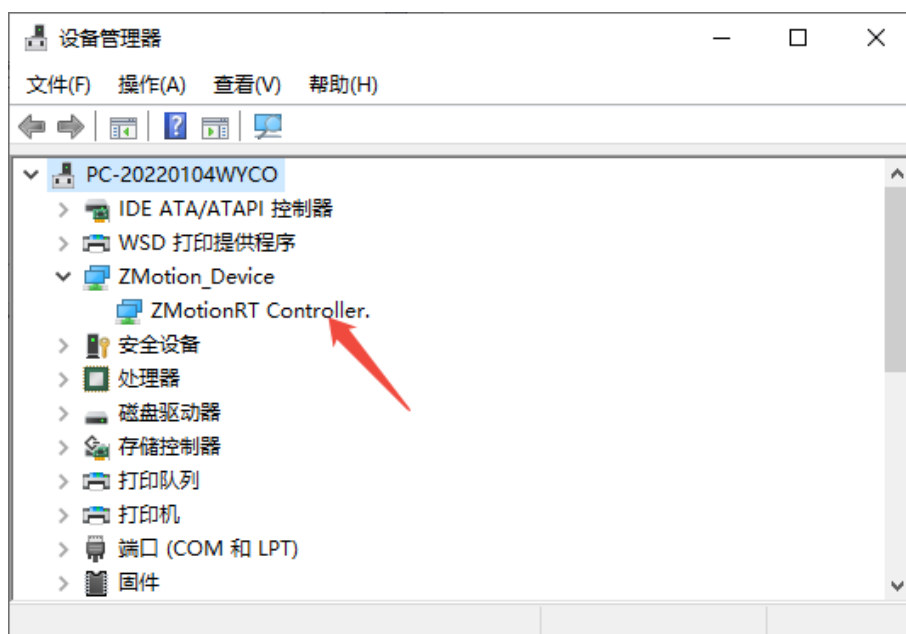 设备管理器
文件(F) 操作(A) 查看(V) 帮助(H)
PC-20220104WYCO
IDE ATA/ATAPI 控制器
WSD 打印提供程序
ZMotion_Device
ZMotionRT Controller.
安全设备
处理器
磁盘驱动器
存储控制器
打印队列
打印机
端口 (COM 和 LPT)
固件